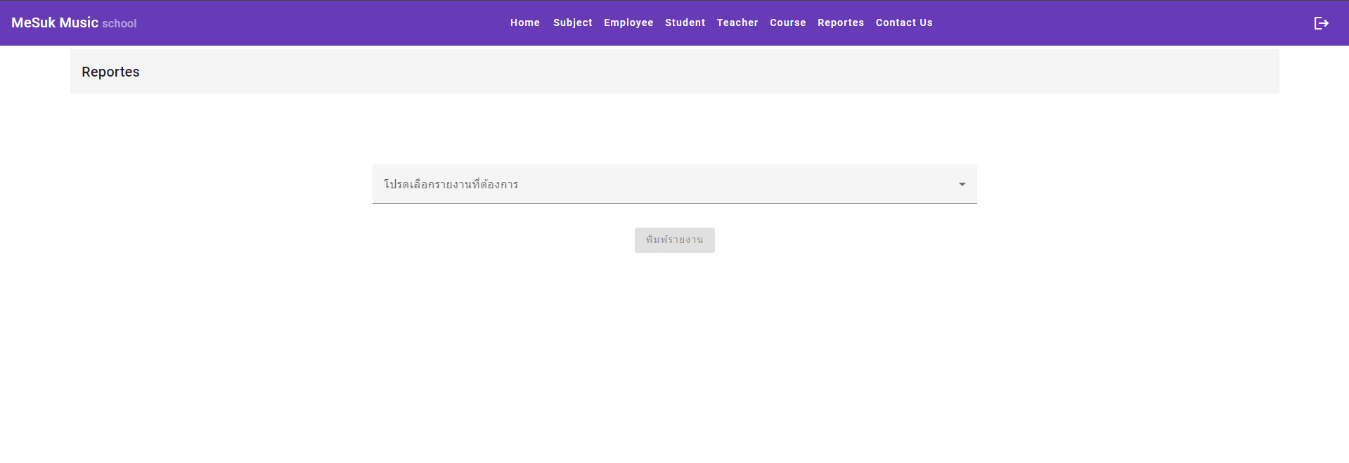 MeSuk Music school
Home Subject Employee Student Teacher Course Reportes Contact Us
Reportes
โปรดเลือกรายงานที่ต้องการ
พิมพ์รายงาน